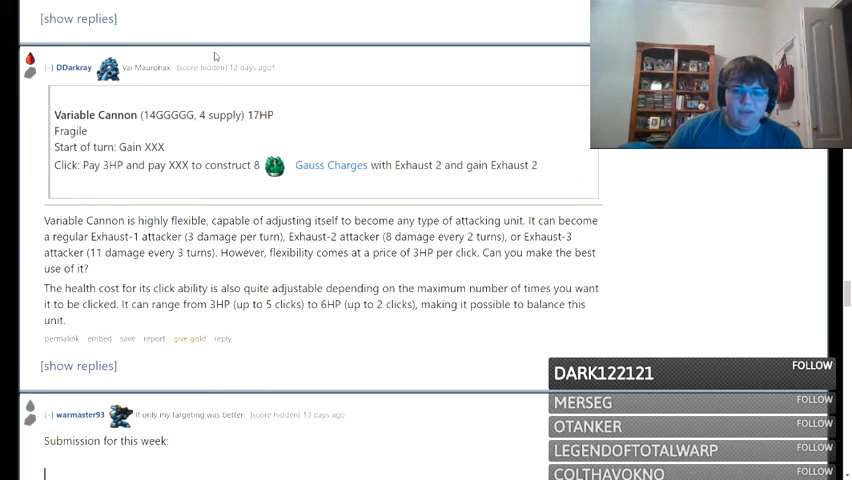 [show replies]
[-] DDarkray Vai Mauronax [score hidden] 12 days ago*
Variable Cannon (14GGGGG, 4 supply) 17HP
Fragile
Start of turn: Gain XXX
Click: Pay 3HP and pay XXX to construct 8 Gauss Charges with Exhaust 2 and gain Exhaust 2
Variable Cannon is highly flexible, capable of adjusting itself to become any type of attacking unit. It can become
a regular Exhaust-1 attacker (3 damage per turn), Exhaust-2 attacker (8 damage every 2 turns), or Exhaust-3
attacker (11 damage every 3 turns). However, flexibility comes at a price of 3HP per click. Can you make the best
use of it?
The health cost for its click ability is also quite adjustable depending on the maximum number of times you want
it to be clicked. It can range from 3HP (up to 5 clicks) to 6HP (up to 2 clicks), making it possible to balance this
unit.
permalink embed save report give gold reply
[show replies]
[-] warmaster93 If only my targeting was better [score hidden] 13 days ago
Submission for this week:
DARK122121 FOLLOW
MERSEG FOLLOW
OTANKER FOLLOW
LEGENDOFTOTALWARP FOLLOW
COLTHAVOKNO FOLLOW